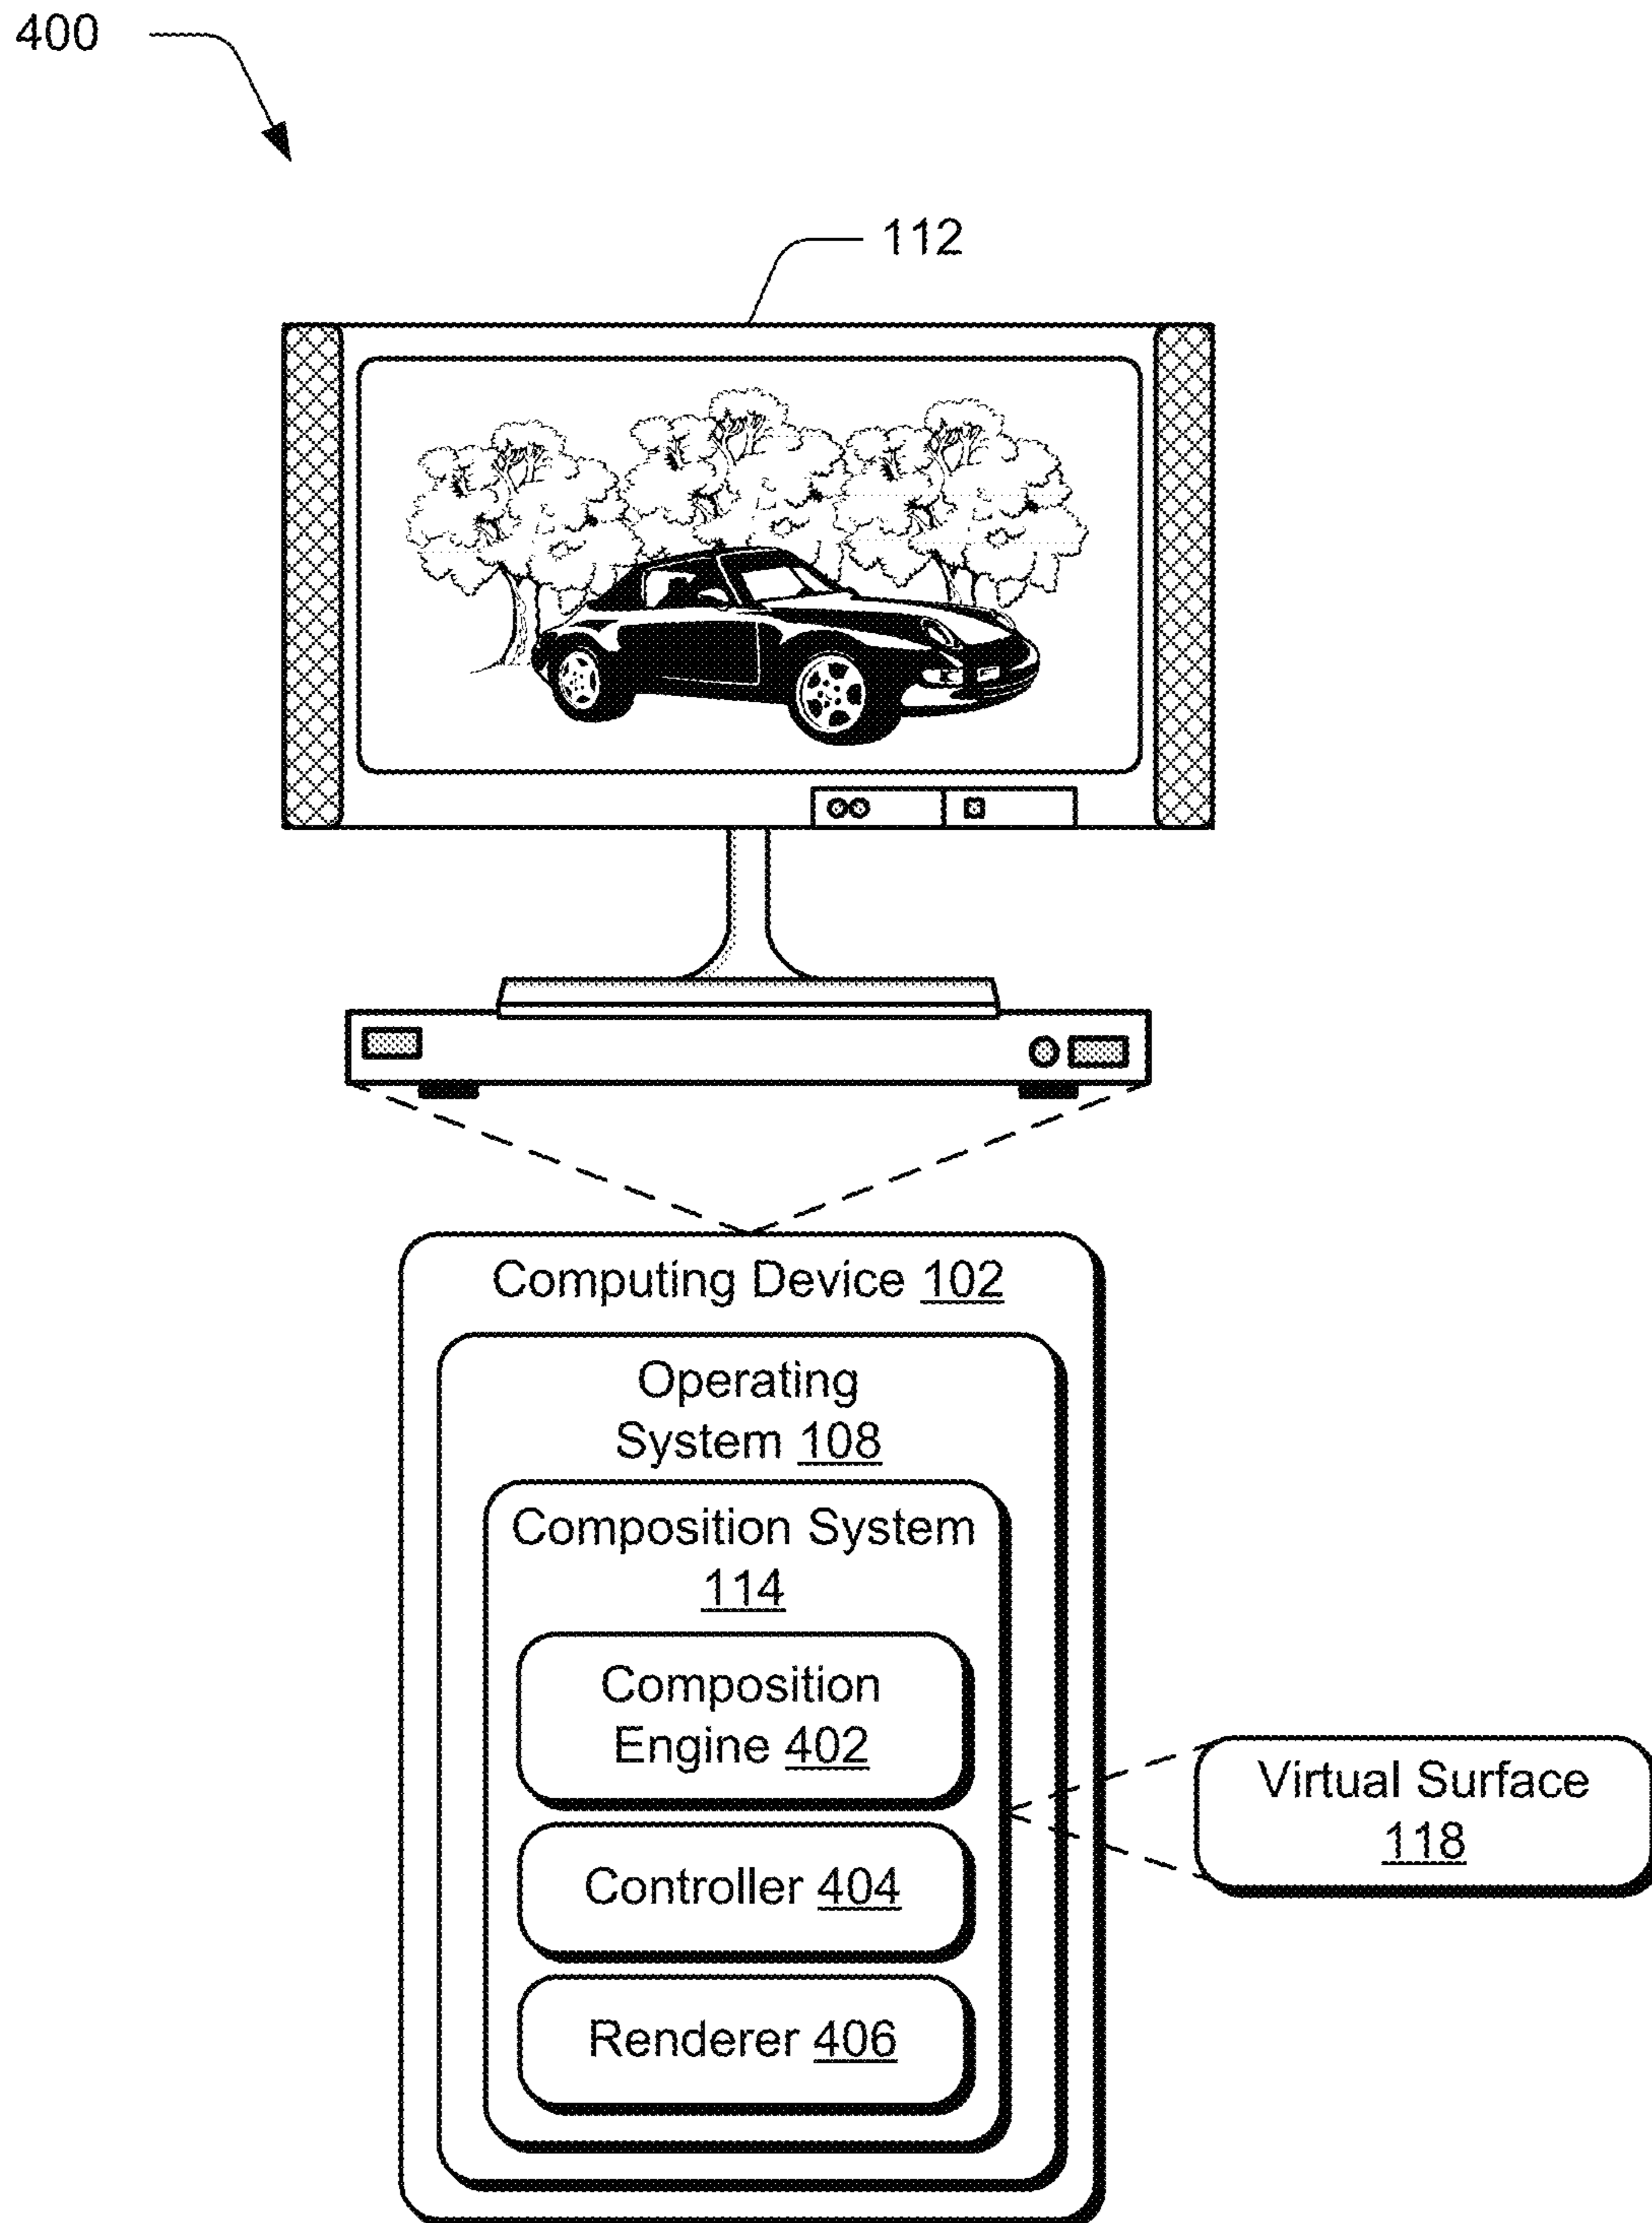 400
112
Computing Device 102
Operating
System 108
Composition System
114
Composition
Engine 402
Controller 404
Renderer 406
Virtual Surface
118